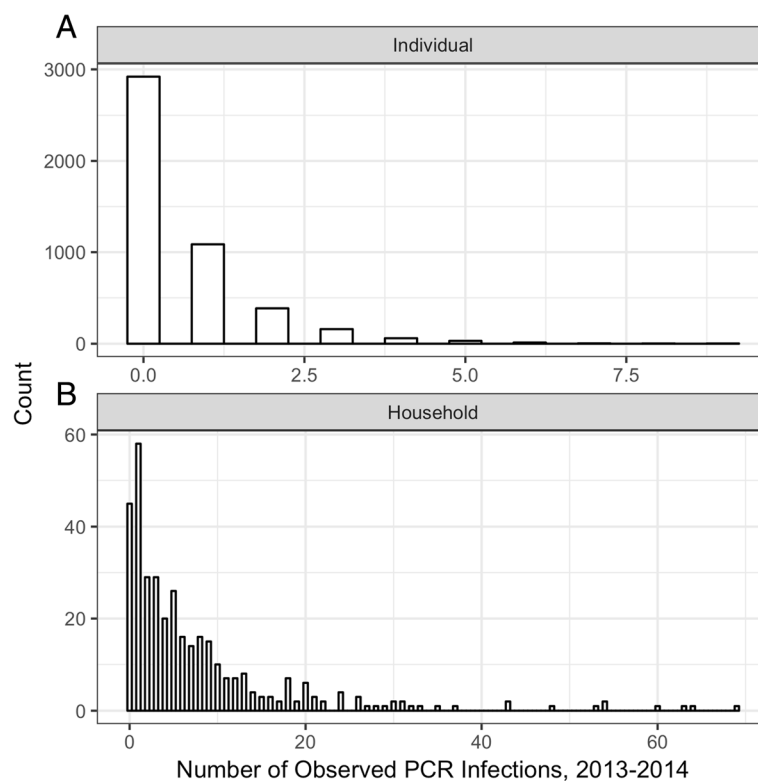 A
Individual
3000
2000
1000
0
0.0 2.5 5.0 7.5
Count
B
Household
60
40
20
0
0 20 40 60
Number of Observed PCR Infections, 2013-2014